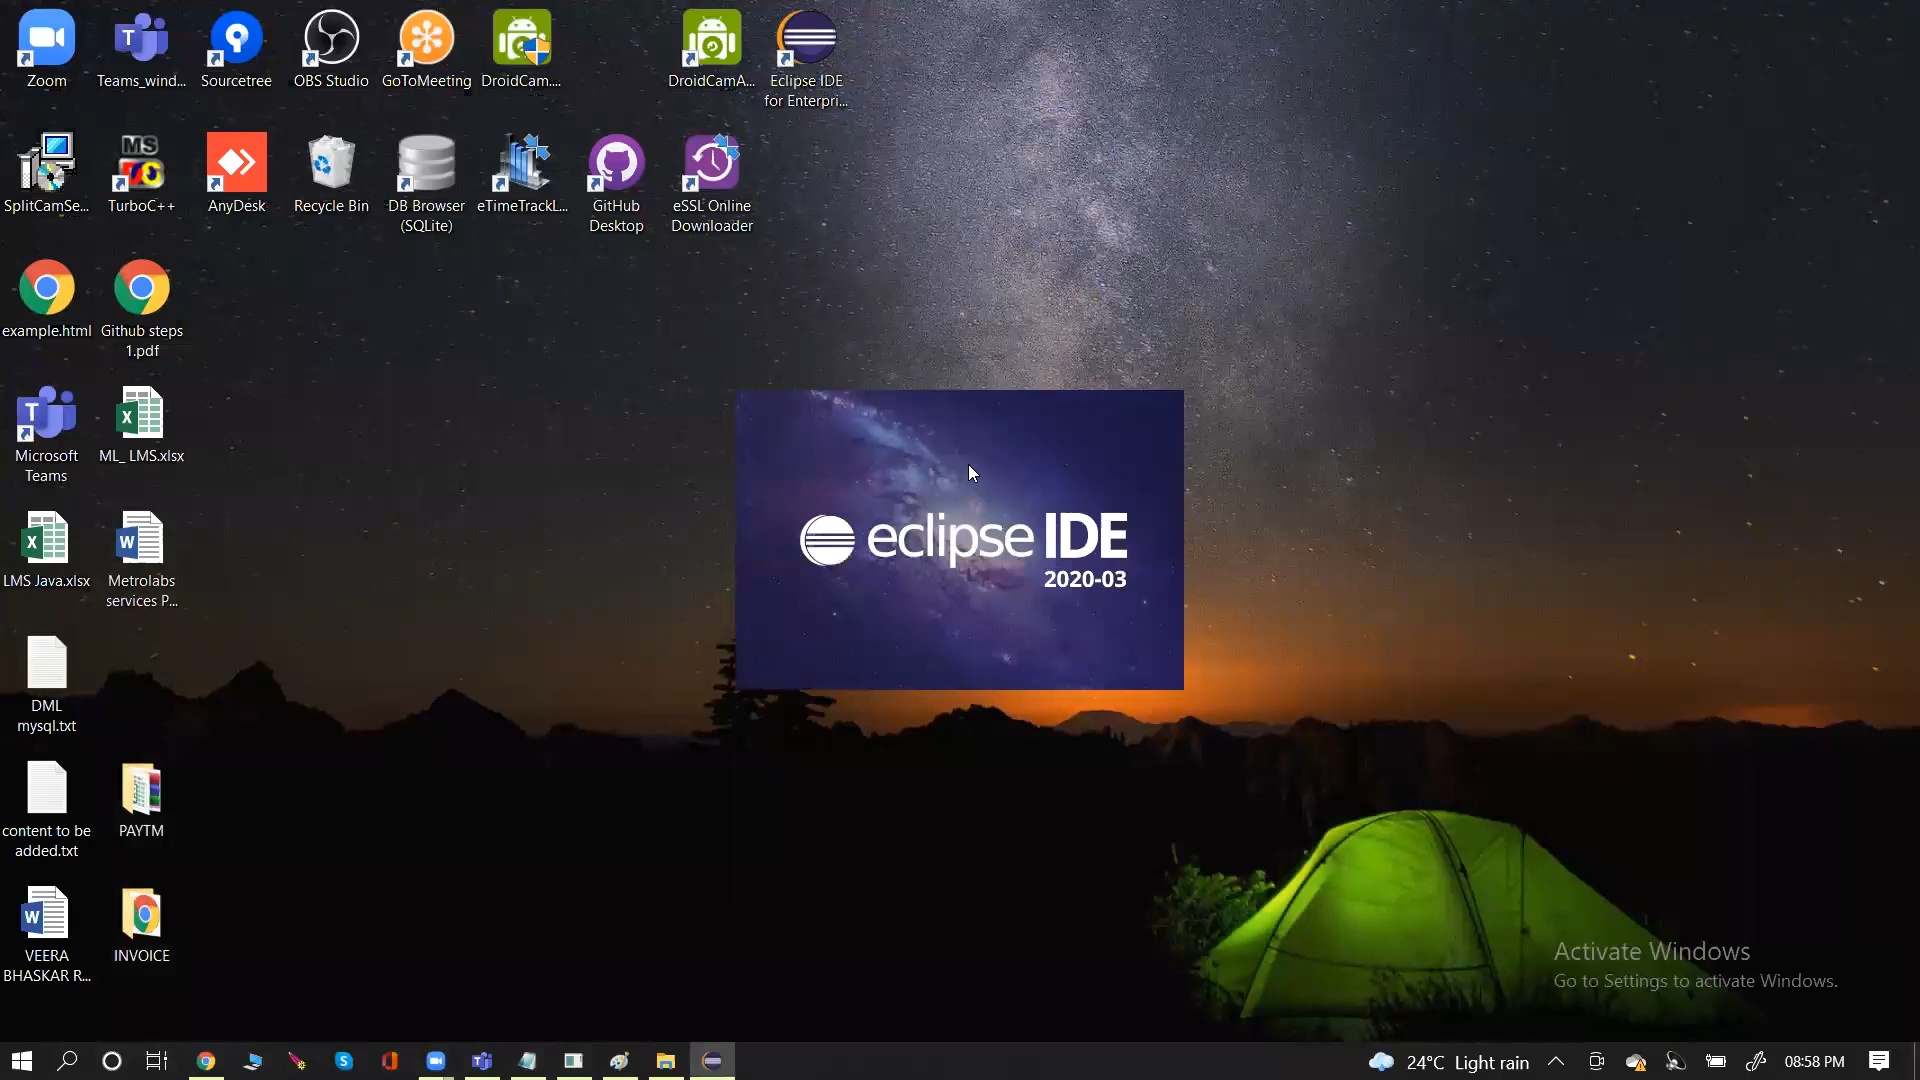 Zoom
Teams_wind...
Sourcetree
OBS Studio
GoToMeeting
DroidCam....
DroidCamA...
Eclipse IDE
for Enterpri...
SplitCamSe...
MS
TurboC++
AnyDesk
Recycle Bin
DB Browser
(SQLite)
eTimeTrackL...
GitHub
Desktop
eSSL Online
Downloader
example.html
Github steps
1.pdf
Microsoft
Teams
ML_ LMS.xlsx
eclipse IDE
2020-03
LMS Java.xlsx
Metrolabs
services P...
DML
mysql.txt
content to be
added.txt
PAYTM
VEERA
BHASKAR R...
INVOICE
Activate Windows
Go to Settings to activate Windows.
24°C Light rain
08:58 PM